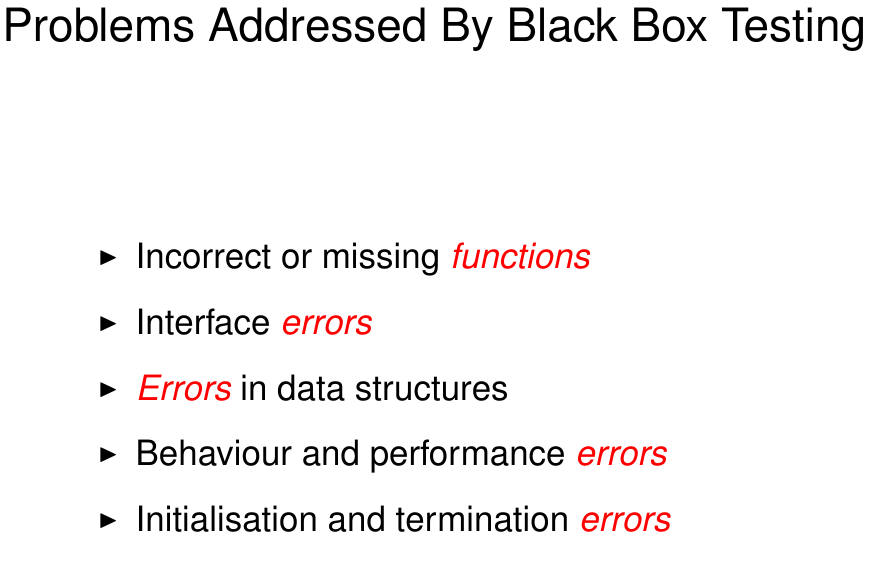 Problems Addressed By Black Box Testing
▶ Incorrect or missing functions
▶ Interface errors
▶ Errors in data structures
▶ Behaviour and performance errors
▶ Initialisation and termination errors